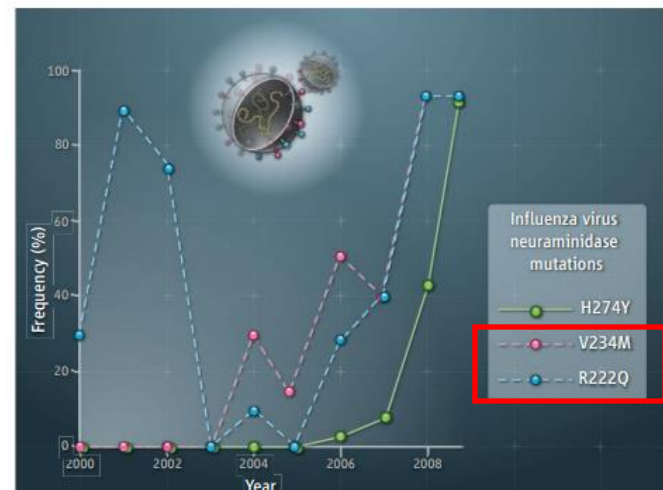 100
80
60
40
20
0
Frequency (%)
2000
2002
2004
2006
2008
Year
Influenza virus
neuraminidase
mutations
H274Y
V234M
R222Q